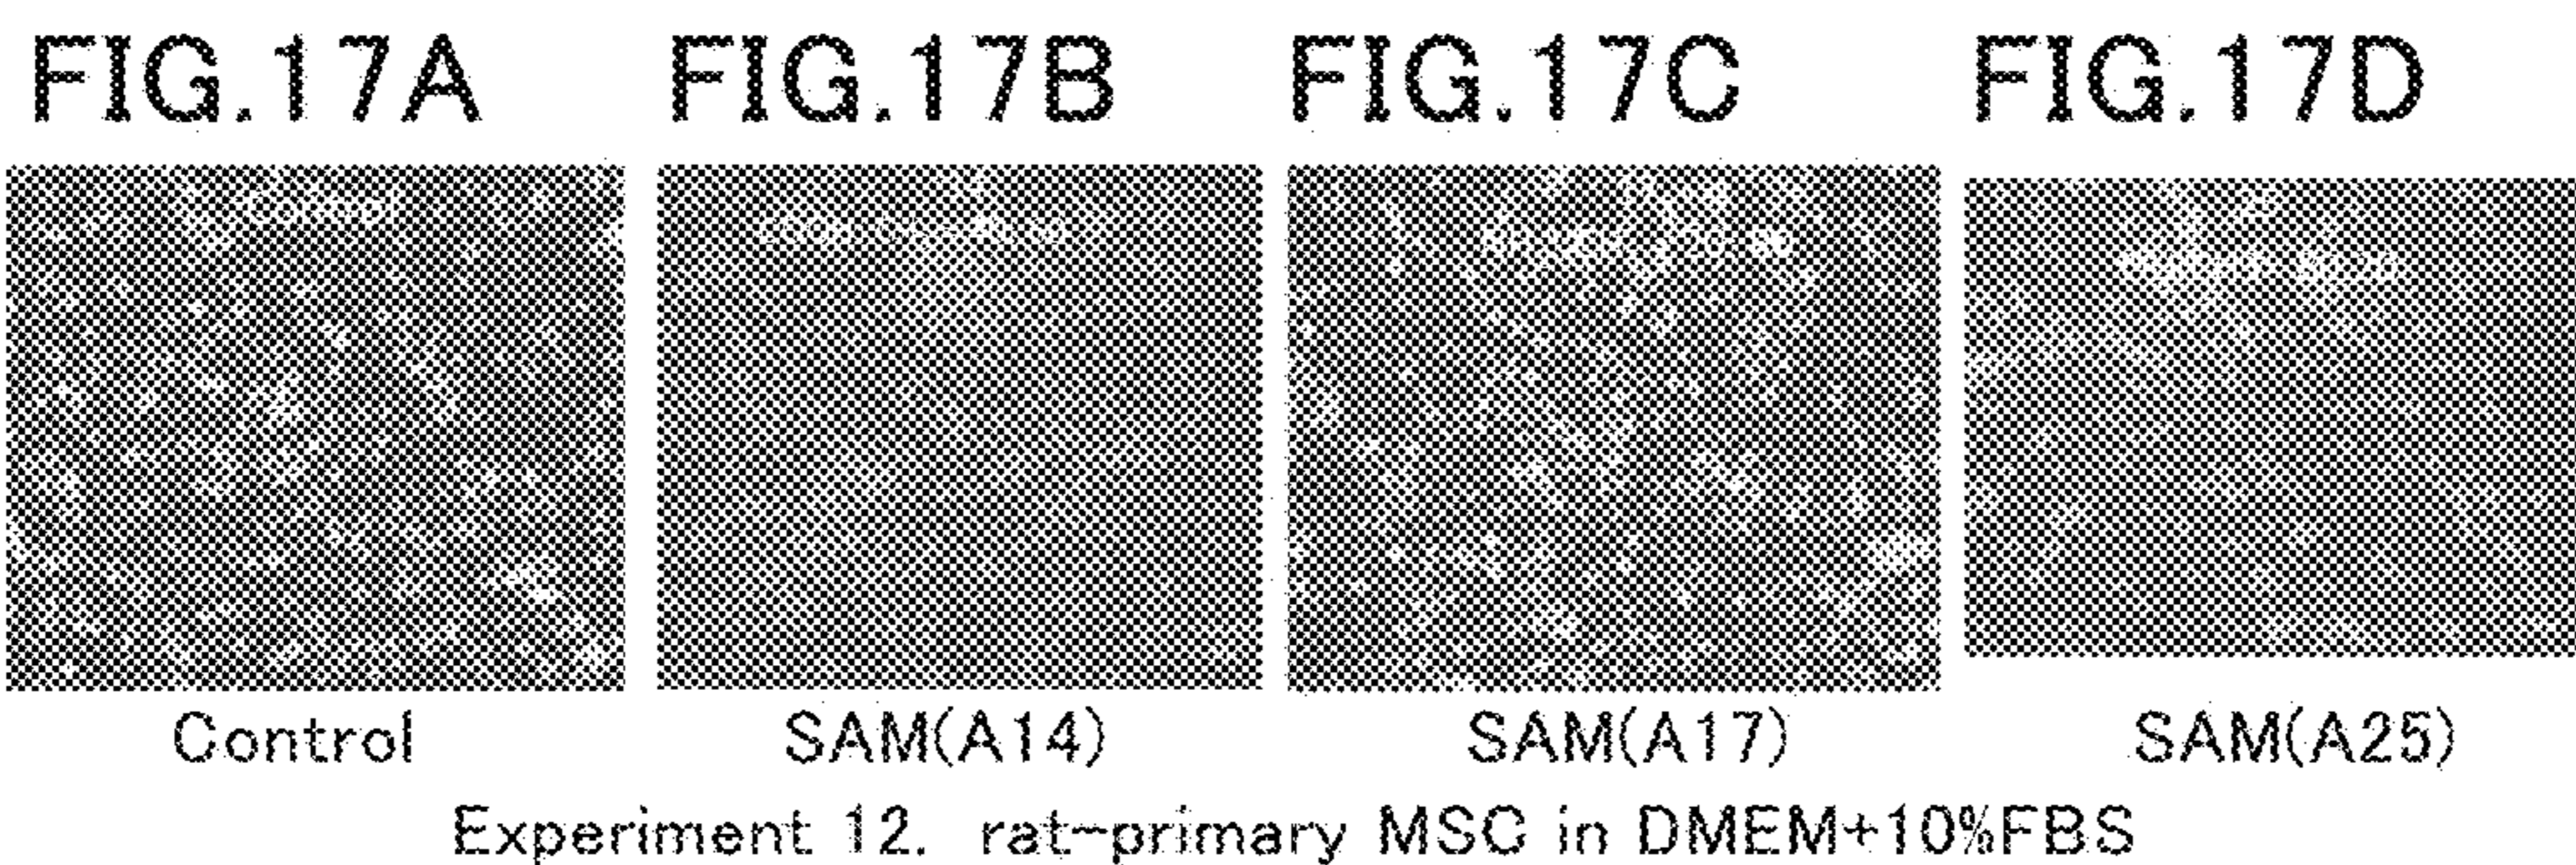 FIG.17A FIG.17B FIG.17C FIG.17D
Control
Control SAM(A14) SAM(A17) SAM(A25)
Experiment 12. rat-primary MSC in DMEM+10%FBS